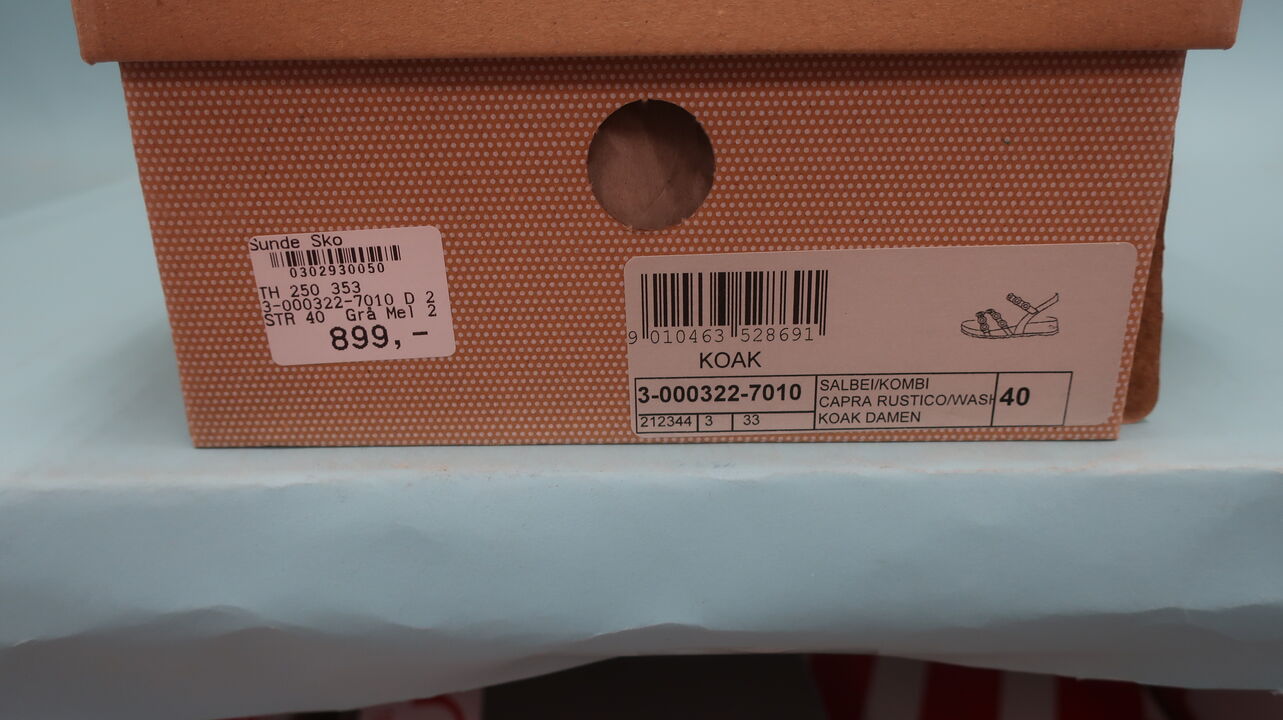 Sunde Sko
0302930050
TH 250 353
3-000322-7010 D 2
STR 40 Grå Mel 2
899,-
9 010463 528691
KOAK
3-000322-7010
212344 3 33
SALBEI/KOMBI
CAPRA RUSTICO/WASH
KOAK DAMEN
40